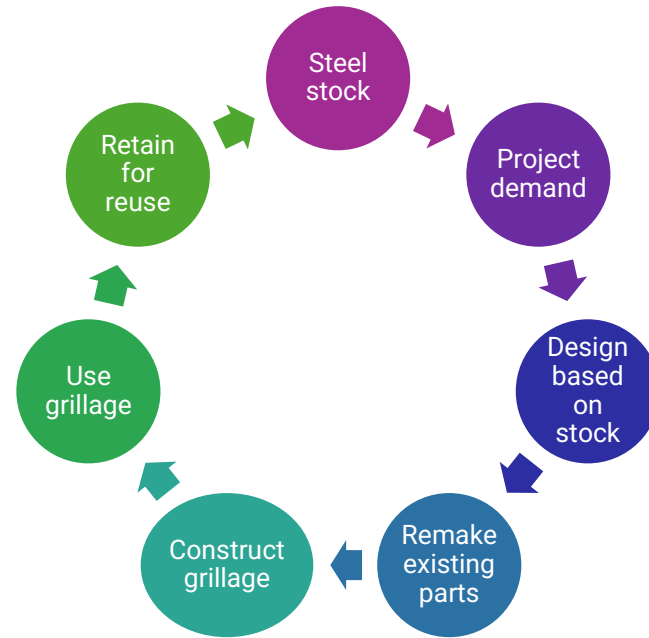 Steel
stock
Project
demand
Design
based
on
stock
Remake
existing
parts
Construct
grillage
Use
grillage
Retain
for
reuse